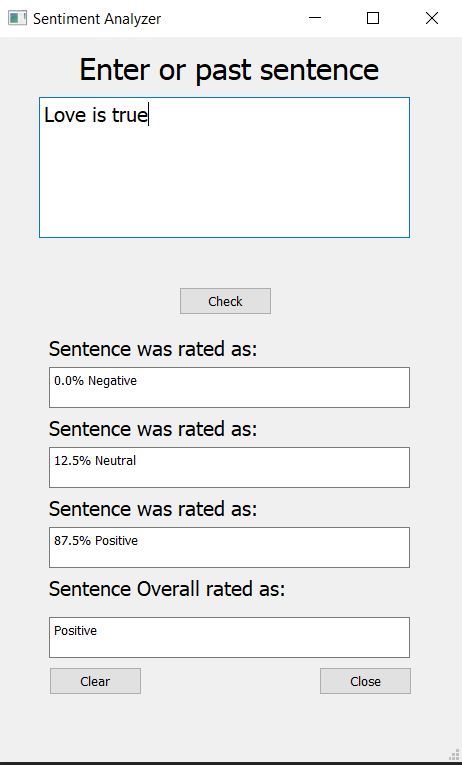 Sentiment Analyzer
Enter or past sentence
Love is true
Check
Sentence was rated as:
0.0% Negative
Sentence was rated as:
12.5% Neutral
Sentence was rated as:
87.5% Positive
Sentence Overall rated as:
Positive
Clear Close